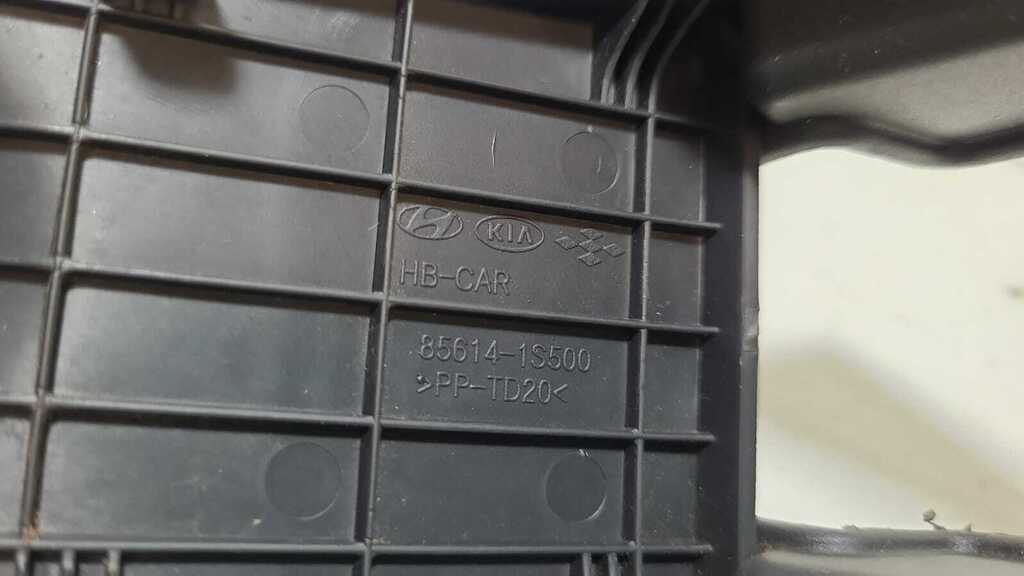 KIA
HB-CAR
85614-1S500
>PP-TD20<